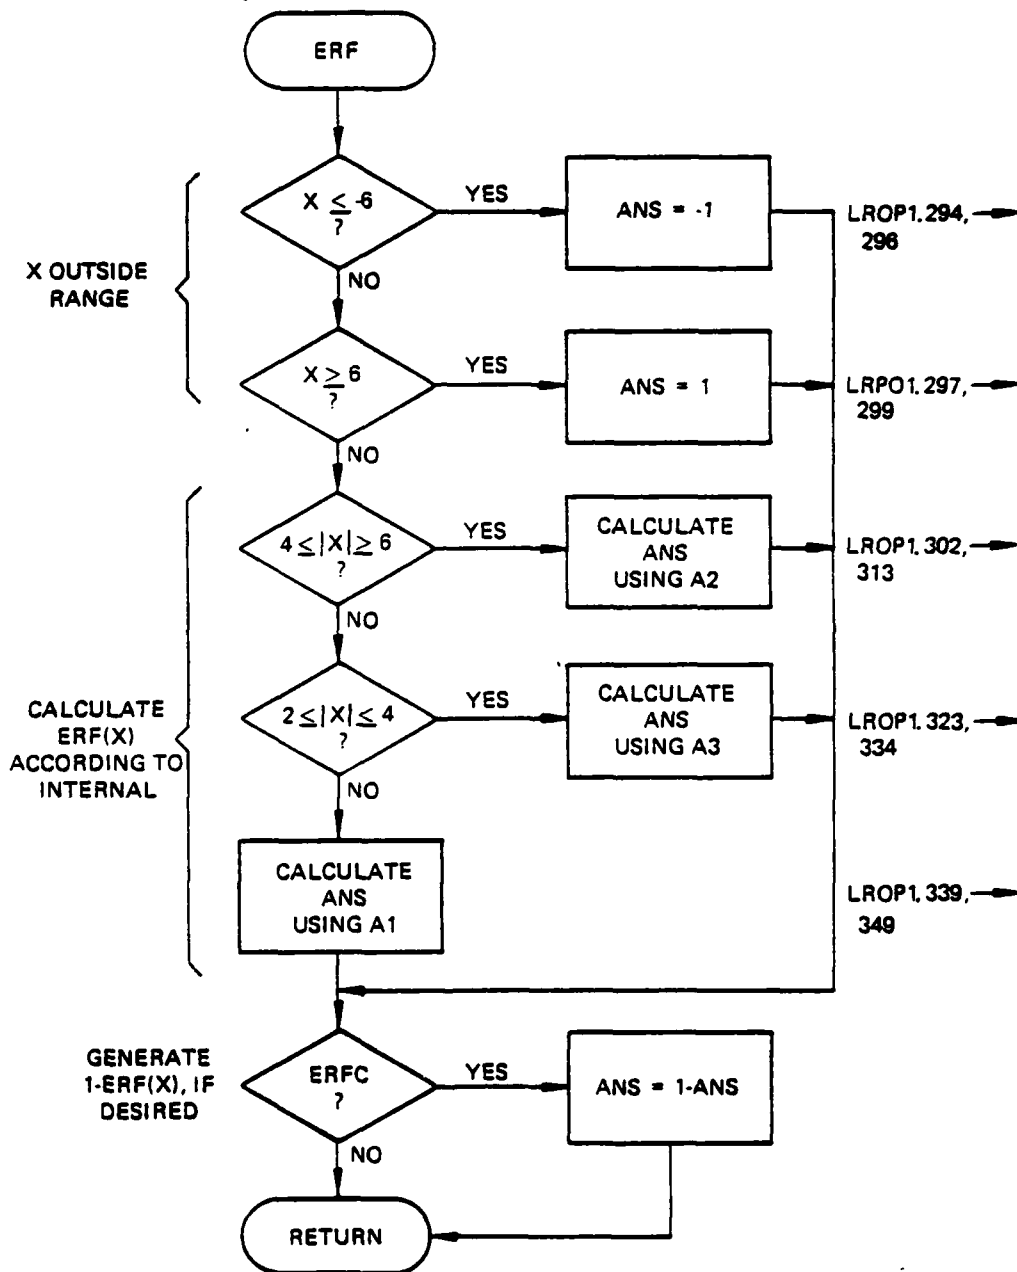 ERF
X ≤ -6
?
YES
ANS = -1
LROP1.294,
296
NO
X OUTSIDE
RANGE
X ≥ 6
?
YES
ANS = 1
LRPO1.297,
299
NO
4 ≤ |X| ≥ 6
?
YES
CALCULATE
ANS
USING A2
LROP1.302,
313
NO
2 ≤ |X| ≤ 4
?
YES
CALCULATE
ANS
USING A3
LROP1.323,
334
NO
CALCULATE
ERF(X)
ACCORDING TO
INTERNAL
CALCULATE
ANS
USING A1
LROP1.339,
349
GENERATE
1-ERF(X), IF
DESIRED
ERFC
?
YES
ANS = 1-ANS
NO
RETURN